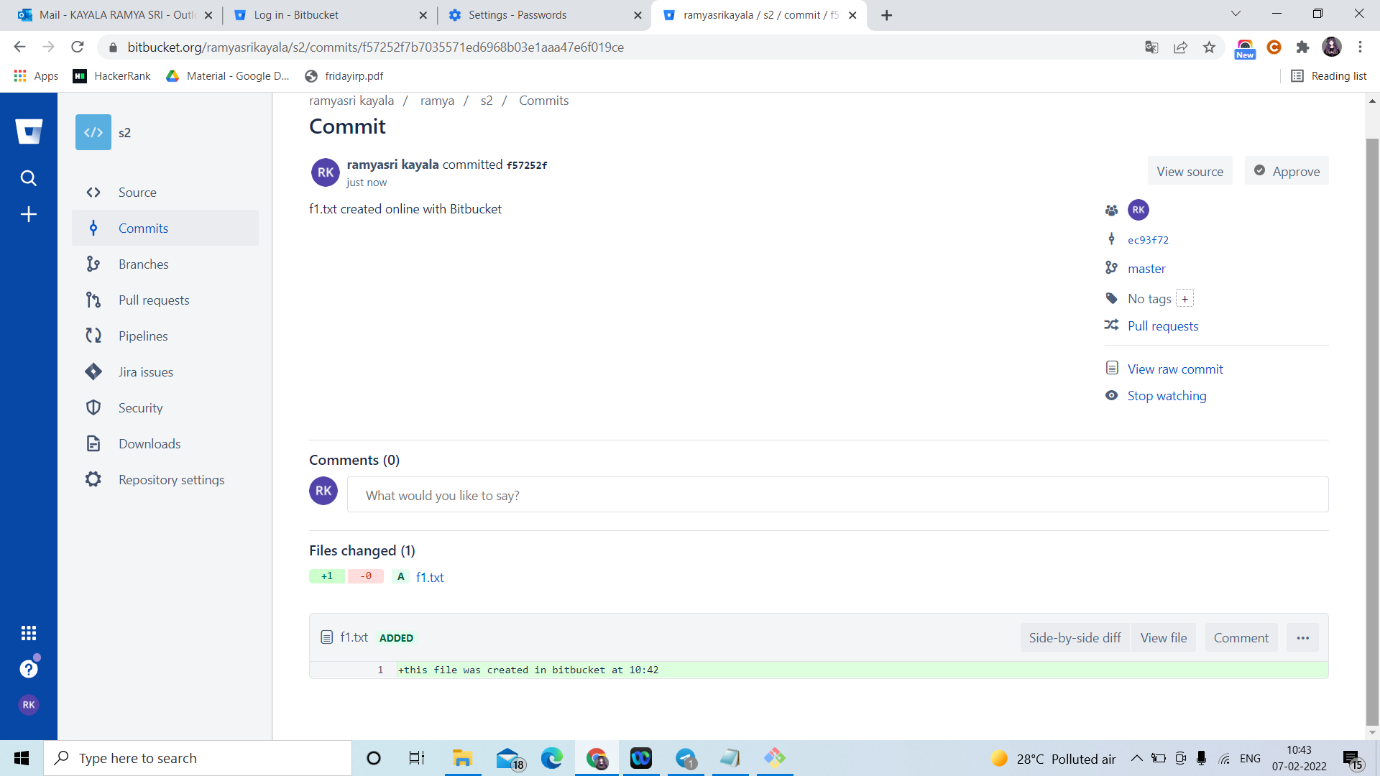 Mail - KAYALA RAMYA SRI - Outl
Log in - Bitbucket
Settings - Passwords
ramyasrikayala / s2 / commit / f5
bitbucket.org/ramyasrikayala/s2/commits/f57252f7b7035571ed6968b03e1aaa47e6f019ce
New
Apps
HackerRank
Material - Google D...
fridayirp.pdf
Reading list
ramyasri kayala / ramya / s2 / Commits
</> s2
Commit
RK
ramyasri kayala committed f57252f
just now
View source
Approve
f1.txt created online with Bitbucket
RK
ec93f72
master
No tags +
Pull requests
View raw commit
Stop watching
Source
Commits
Branches
Pull requests
Pipelines
Jira issues
Security
Downloads
Repository settings
Comments (0)
RK
What would you like to say?
Files changed (1)
+1 -0 A f1.txt
f1.txt ADDED
Side-by-side diff
View file
Comment
1 +this file was created in bitbucket at 10:42
?
RK
Type here to search
18
1
28°C Polluted air
ENG
10:43
07-02-2022
15